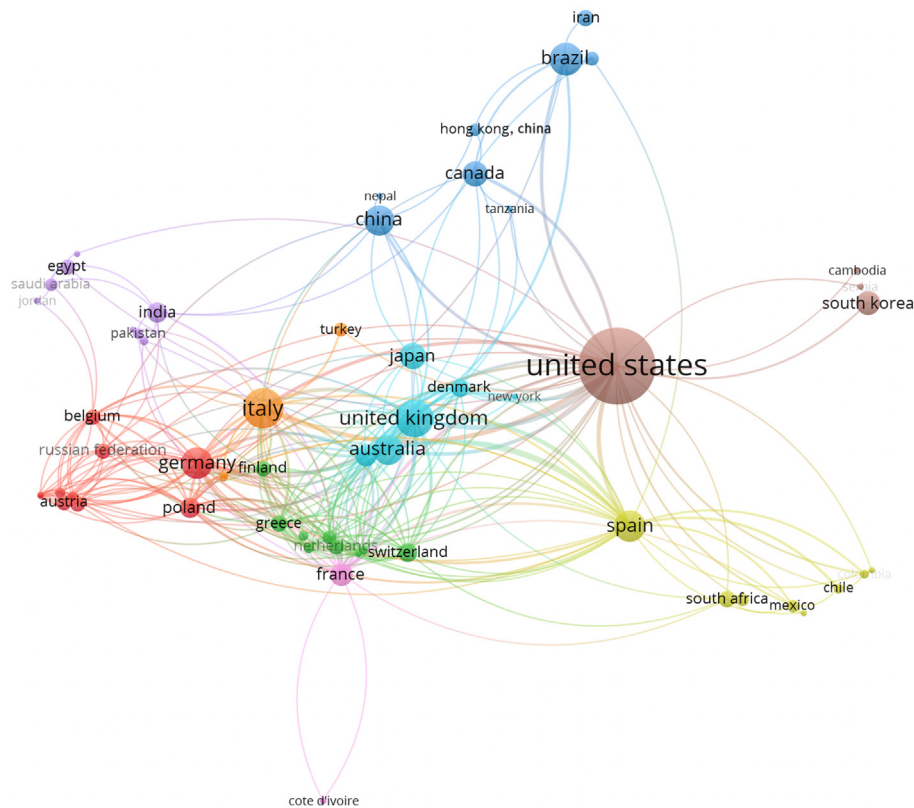 iran
brazil
hong kong, china
canada
nepal
tanzania
china
egypt
saudi arabia
jordan
india
pakistan
turkey
cambodia
serbia
south korea
japan
united states
denmark
new york
belgium
italy
united kingdom
russian federation
germany
finland
australia
austria
poland
greece
netherlands
switzerland
spain
france
colombia
chile
south africa
mexico
cote d'ivoire